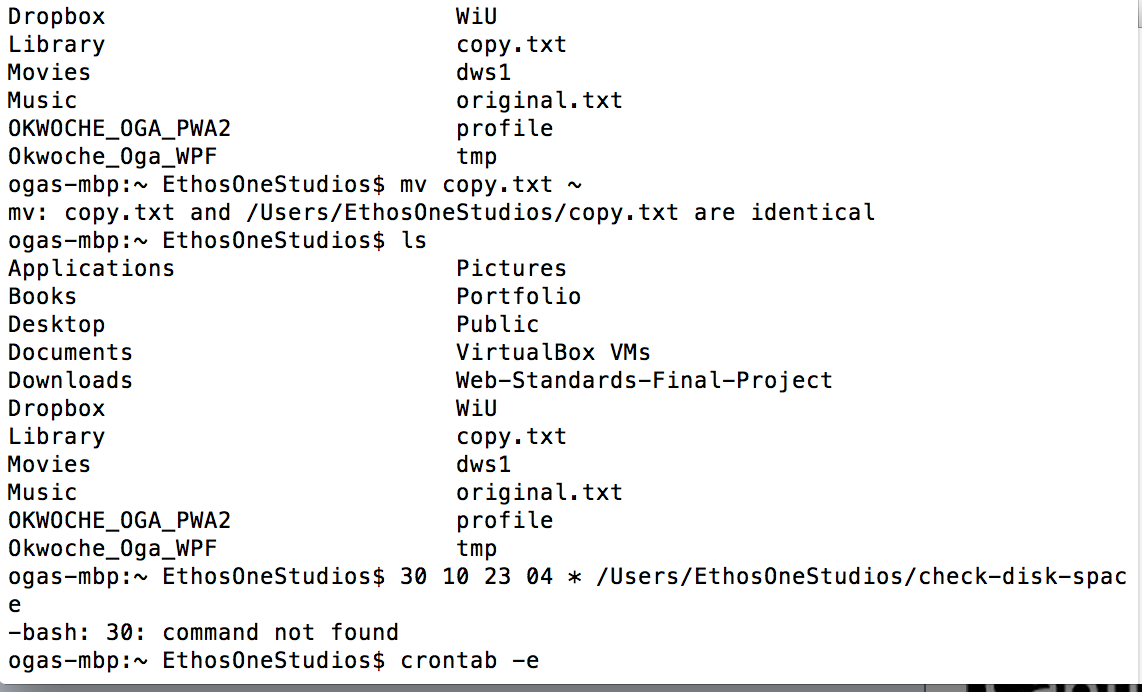 Dropbox WiU
Library copy.txt
Movies dws1
Music original.txt
OKWOCHE_OGA_PWA2 profile
Okwoche_Oga_WPF tmp
ogas-mbp:~ EthosOneStudios$ mv copy.txt ~
mv: copy.txt and /Users/EthosOneStudios/copy.txt are identical
ogas-mbp:~ EthosOneStudios$ ls
Applications Pictures
Books Portfolio
Desktop Public
Documents VirtualBox VMs
Downloads Web-Standards-Final-Project
Dropbox WiU
Library copy.txt
Movies dws1
Music original.txt
OKWOCHE_OGA_PWA2 profile
Okwoche_Oga_WPF tmp
ogas-mbp:~ EthosOneStudios$ 30 10 23 04 * /Users/EthosOneStudios/check-disk-spac
e
-bash: 30: command not found
ogas-mbp:~ EthosOneStudios$ crontab -e